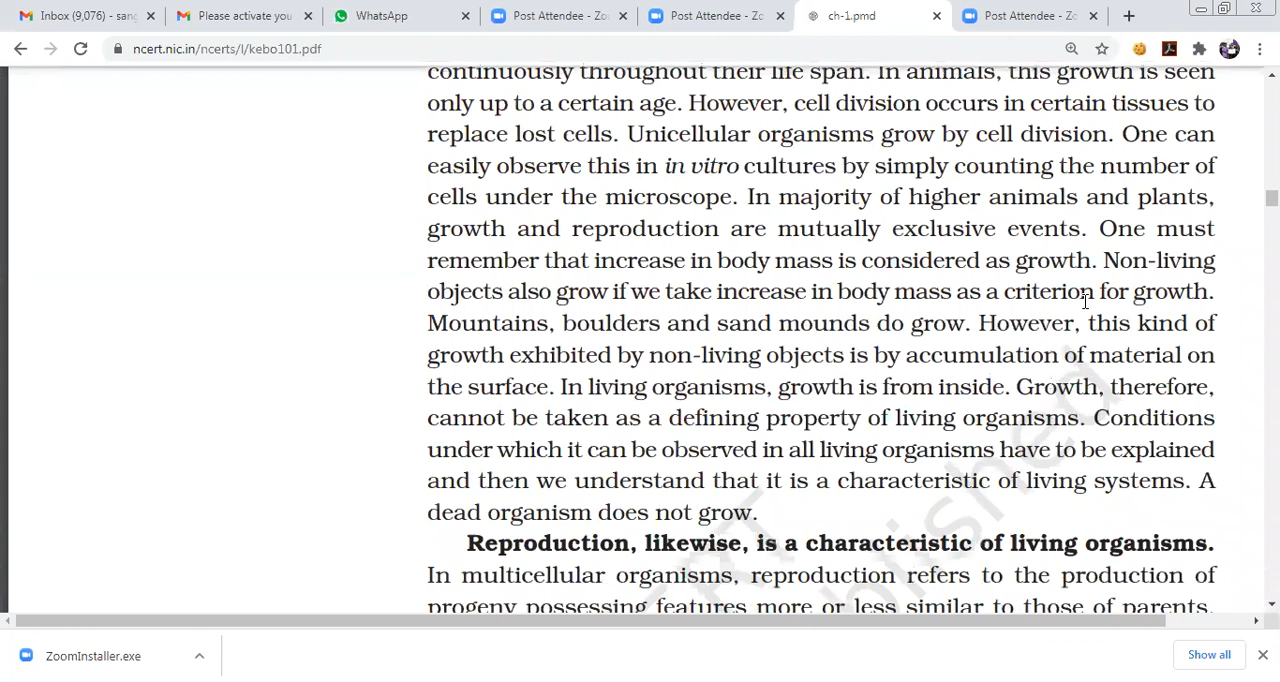 Inbox (9,076) - sang
Please activate you
WhatsApp
Post Attendee - Zo
Post Attendee - Zo
ch-1.pmd
Post Attendee - Zo
ncert.nic.in/ncerts/l/kebo101.pdf
continuously throughout their life span. In animals, this growth is seen
only up to a certain age. However, cell division occurs in certain tissues to
replace lost cells. Unicellular organisms grow by cell division. One can
easily observe this in in vitro cultures by simply counting the number of
cells under the microscope. In majority of higher animals and plants,
growth and reproduction are mutually exclusive events. One must
remember that increase in body mass is considered as growth. Non-living
objects also grow if we take increase in body mass as a criterion for growth.
Mountains, boulders and sand mounds do grow. However, this kind of
growth exhibited by non-living objects is by accumulation of material on
the surface. In living organisms, growth is from inside. Growth, therefore,
cannot be taken as a defining property of living organisms. Conditions
under which it can be observed in all living organisms have to be explained
and then we understand that it is a characteristic of living systems. A
dead organism does not grow.
Reproduction, likewise, is a characteristic of living organisms.
In multicellular organisms, reproduction refers to the production of
progeny possessing features more or less similar to those of parents.
ZoomInstaller.exe
Show all